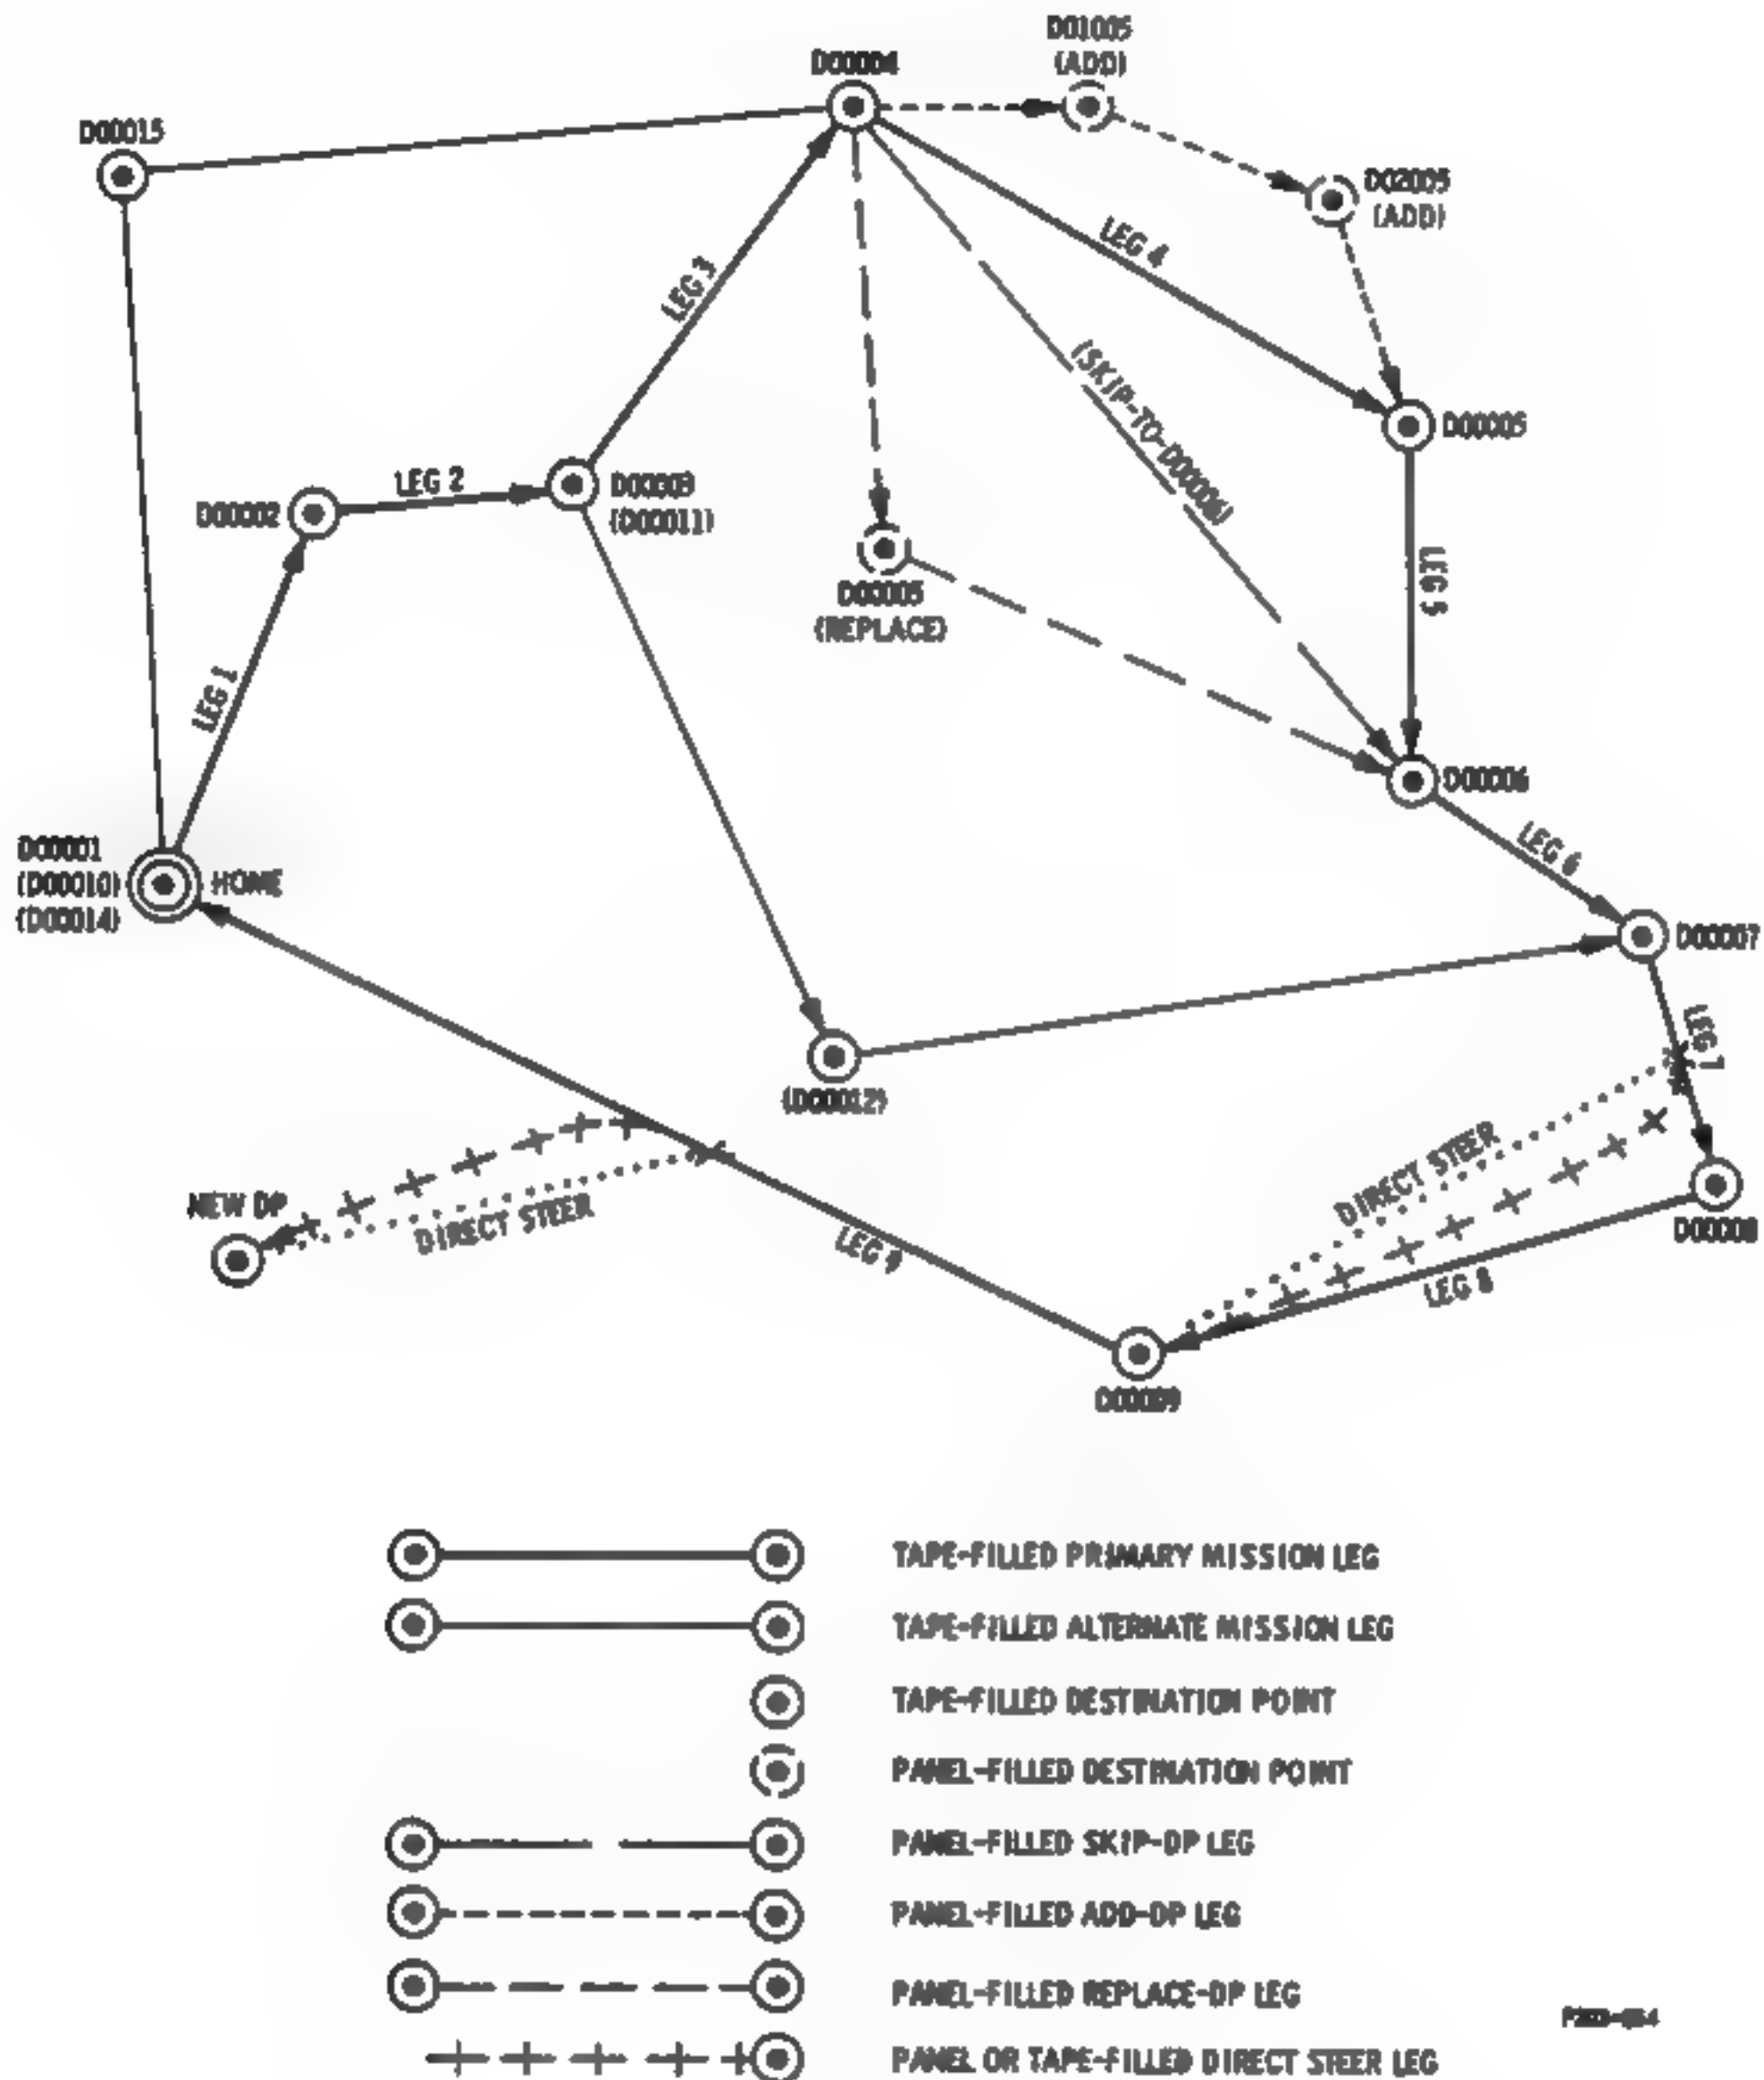 D01005
(ADD)
D00004
D00015
D02005
(ADD)
LEG 4
LEG 3
(SKIP-TO-D00006)
D00005
LEG 2
D00003
(D00011)
D00002
LEG 5
D00005
(REPLACE)
LEG 1
D00006
LEG 6
D00001
(D00010)
(D00014)
HOME
D00007
LEG 7
(D00012)
DIRECT STEER
NEW DP
DIRECT STEER
D00008
LEG 9
LEG 8
D00009
TAPE-FILLED PRIMARY MISSION LEG
TAPE-FILLED ALTERNATE MISSION LEG
TAPE-FILLED DESTINATION POINT
PANEL-FILLED DESTINATION POINT
PANEL-FILLED SKIP-DP LEG
PANEL-FILLED ADD-DP LEG
PANEL-FILLED REPLACE-DP LEG
PANEL OR TAPE-FILLED DIRECT STEER LEG